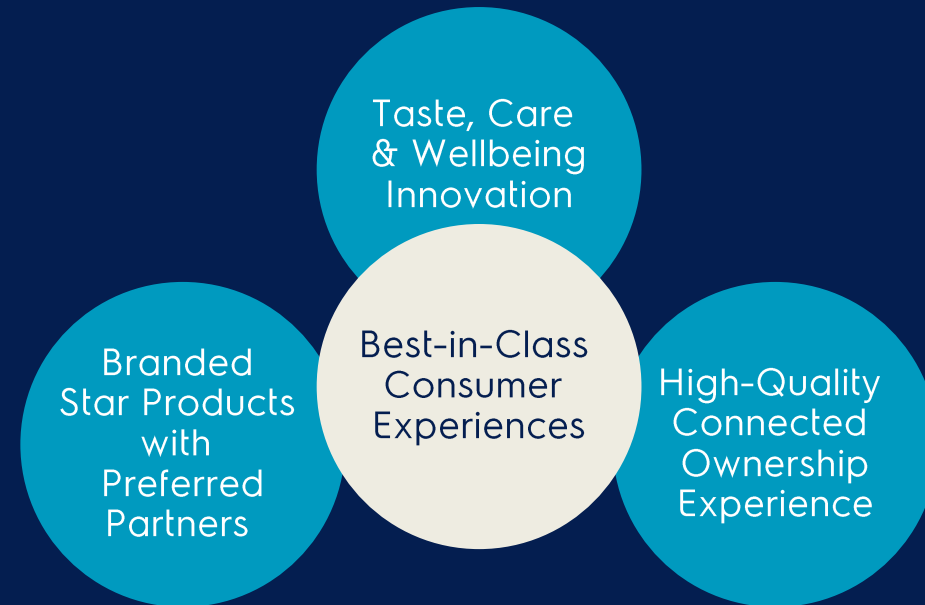 Taste, Care
& Wellbeing
Innovation
Best-in-Class
Consumer
Experiences
Branded
Star Products
with
Preferred
Partners
High-Quality
Connected
Ownership
Experience